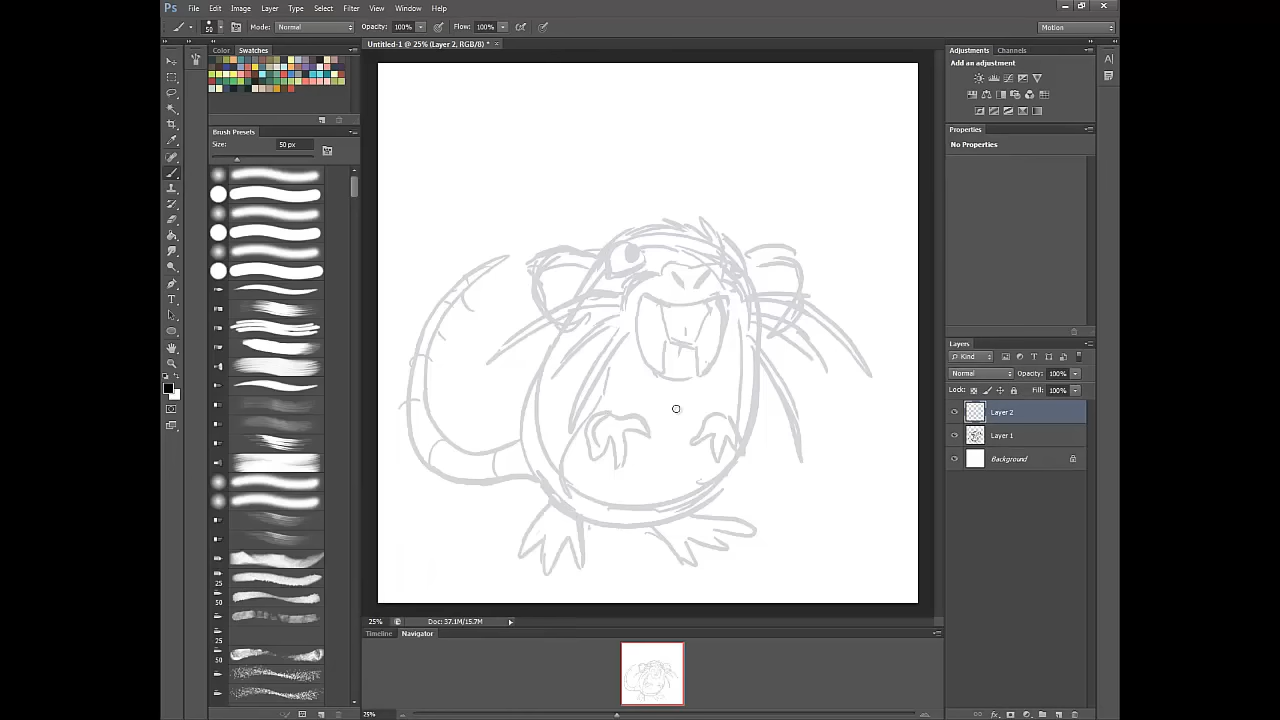 Ps File Edit Image Layer Type Select Filter View Window Help
50 Mode: Normal Opacity: 100% Flow: 100% Motion
Untitled-1 @ 25% (Layer 2, RGB/8) * ×
Color Swatches
Brush Presets
Size: 50 px
25
50
25
50
Adjustments Channels
Add an adjustment
Properties
No Properties
Layers
Kind
Normal Opacity: 100%
Lock: Fill: 100%
Layer 2
Layer 1
Background
25% Doc: 37.1M/15.7M
Timeline Navigator
25%